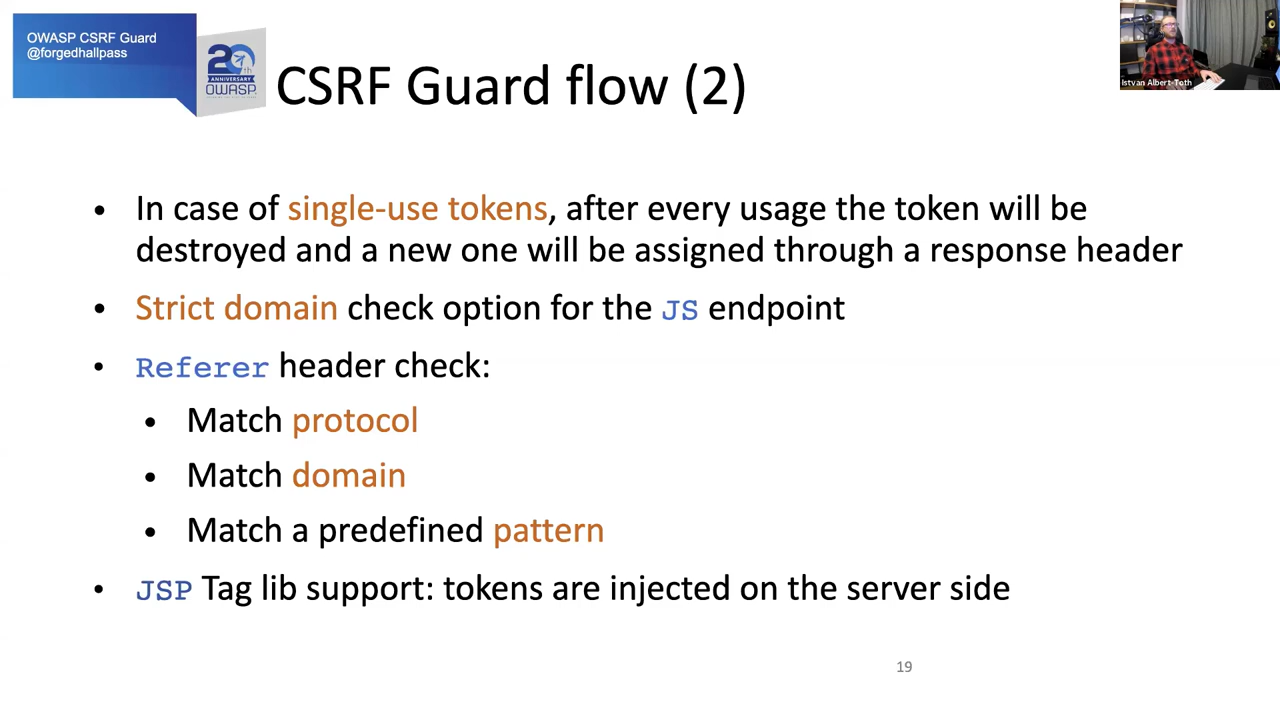 OWASP CSRF Guard
@forgedhallpass
20
ANNIVERSARY
OWASP
CSRF Guard flow (2)
Istvan Albert-Toth
• In case of single-use tokens, after every usage the token will be
destroyed and a new one will be assigned through a response header
• Strict domain check option for the JS endpoint
• Referer header check:
• Match protocol
• Match domain
• Match a predefined pattern
• JSP Tag lib support: tokens are injected on the server side
19